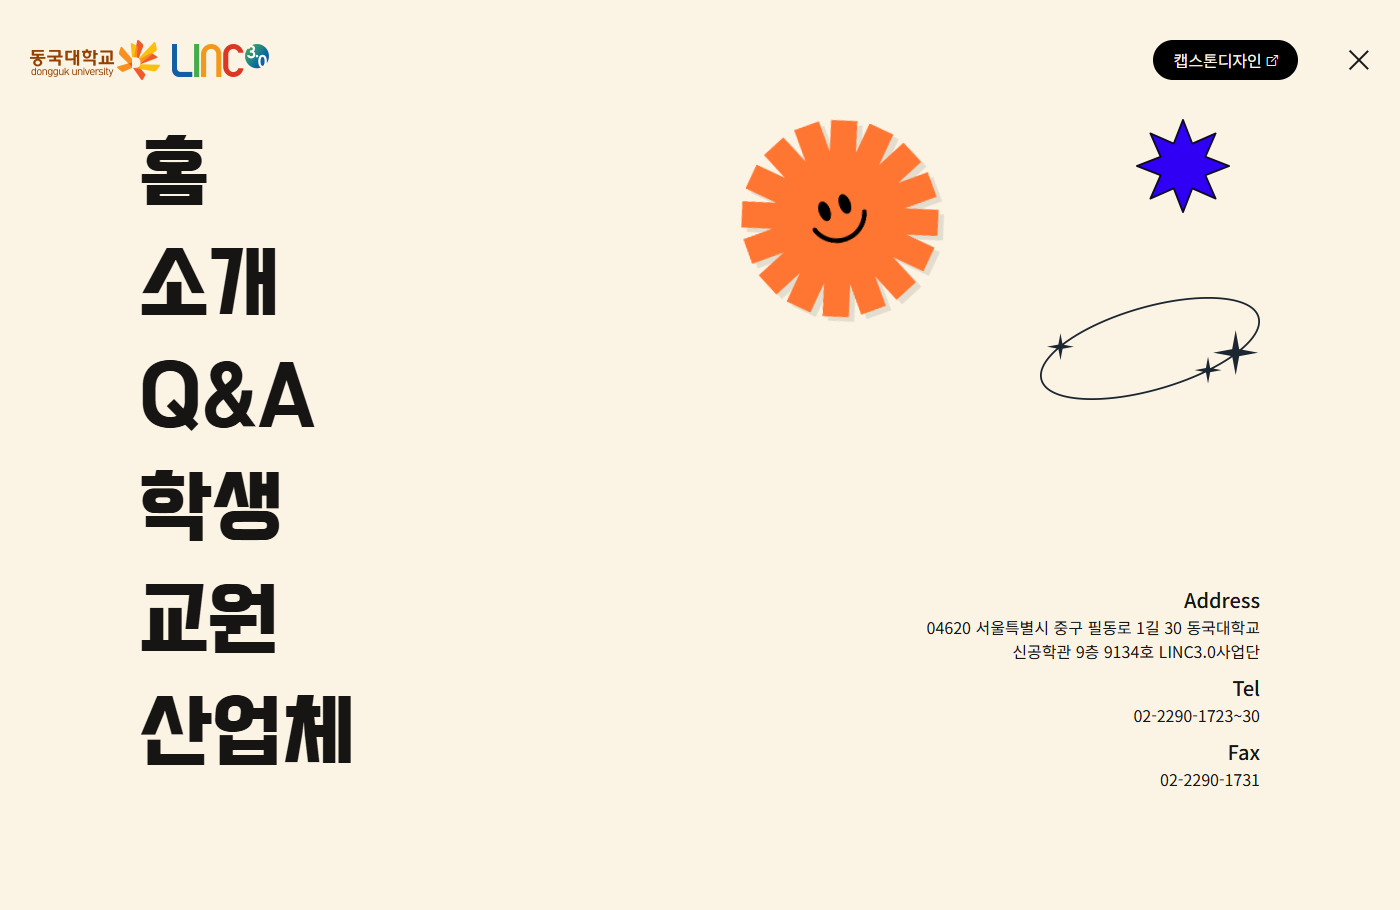 동국대학교
dongguk university
LINC 3.0
캡스톤디자인
홈
소개
Q&A
학생
교원
산업체
Address
04620 서울특별시 중구 필동로 1길 30 동국대학교
신공학관 9층 9134호 LINC3.0사업단
Tel
02-2290-1723~30
Fax
02-2290-1731